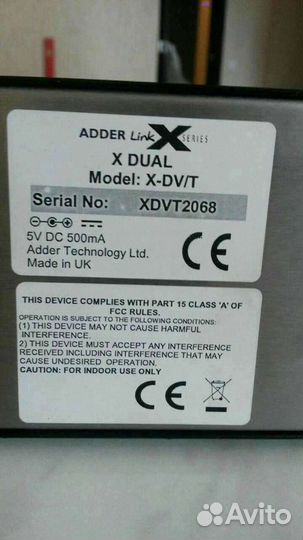 ADDER Link X SERIES
X DUAL
Model: X-DV/T
Serial No: XDVT2068
5V DC 500mA
Adder Technology Ltd.
Made in UK
THIS DEVICE COMPLIES WITH PART 15 CLASS 'A' OF
FCC RULES.
OPERATION IS SUBJECT TO THE FOLLOWING CONDITIONS:
(1) THIS DEVICE MAY NOT CAUSE HARMFUL
INTERFERENCE.
2) THIS DEVICE MUST ACCEPT ANY INTERFERENCE
RECEIVED INCLUDING INTERFERENCE THAT MAY
CAUSE UNDESIRED OPERATION.
CAUTION: FOR INDOOR USE ONLY
CE
Avito